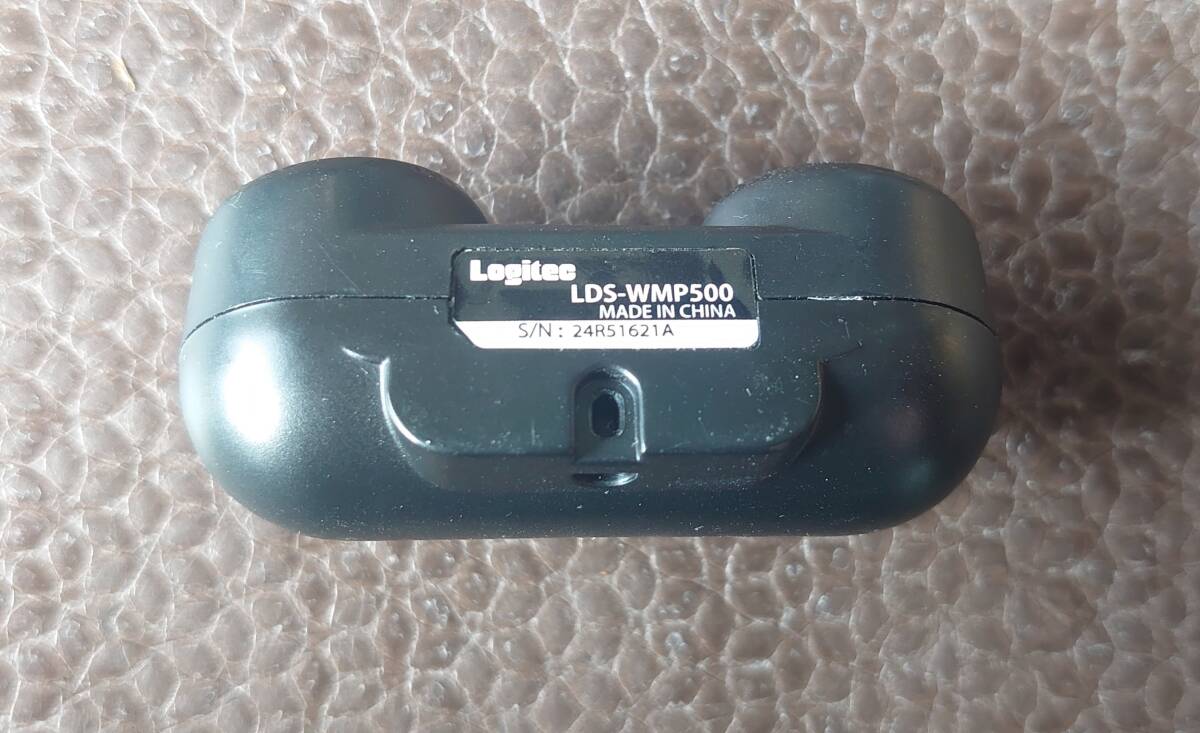 Logitec
LDS-WMP500
MADE IN CHINA
S/N : 24R51621A